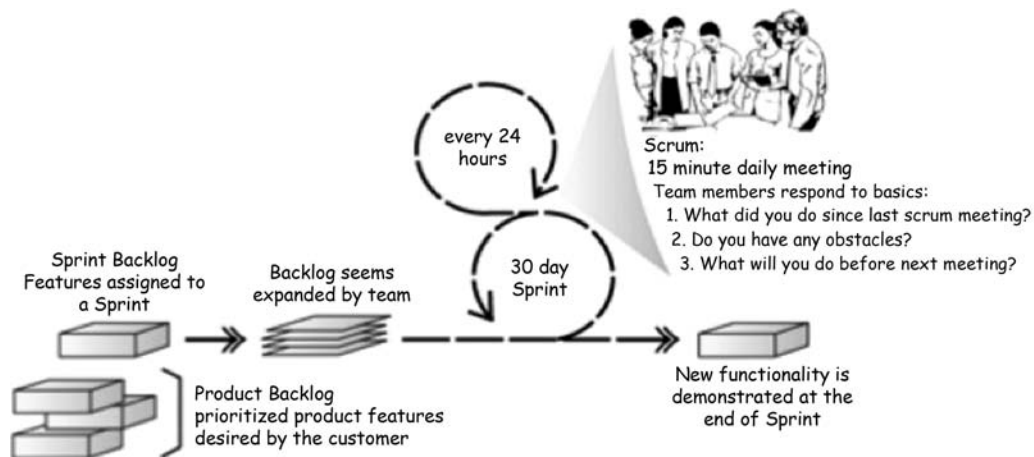 every 24
hours
Scrum:
15 minute daily meeting
Team members respond to basics:
1. What did you do since last scrum meeting?
2. Do you have any obstacles?
3. What will you do before next meeting?
30 day
Sprint
Sprint Backlog
Features assigned to
a Sprint
Backlog seems
expanded by team
Product Backlog
prioritized product features
desired by the customer
New functionality is
demonstrated at the
end of Sprint